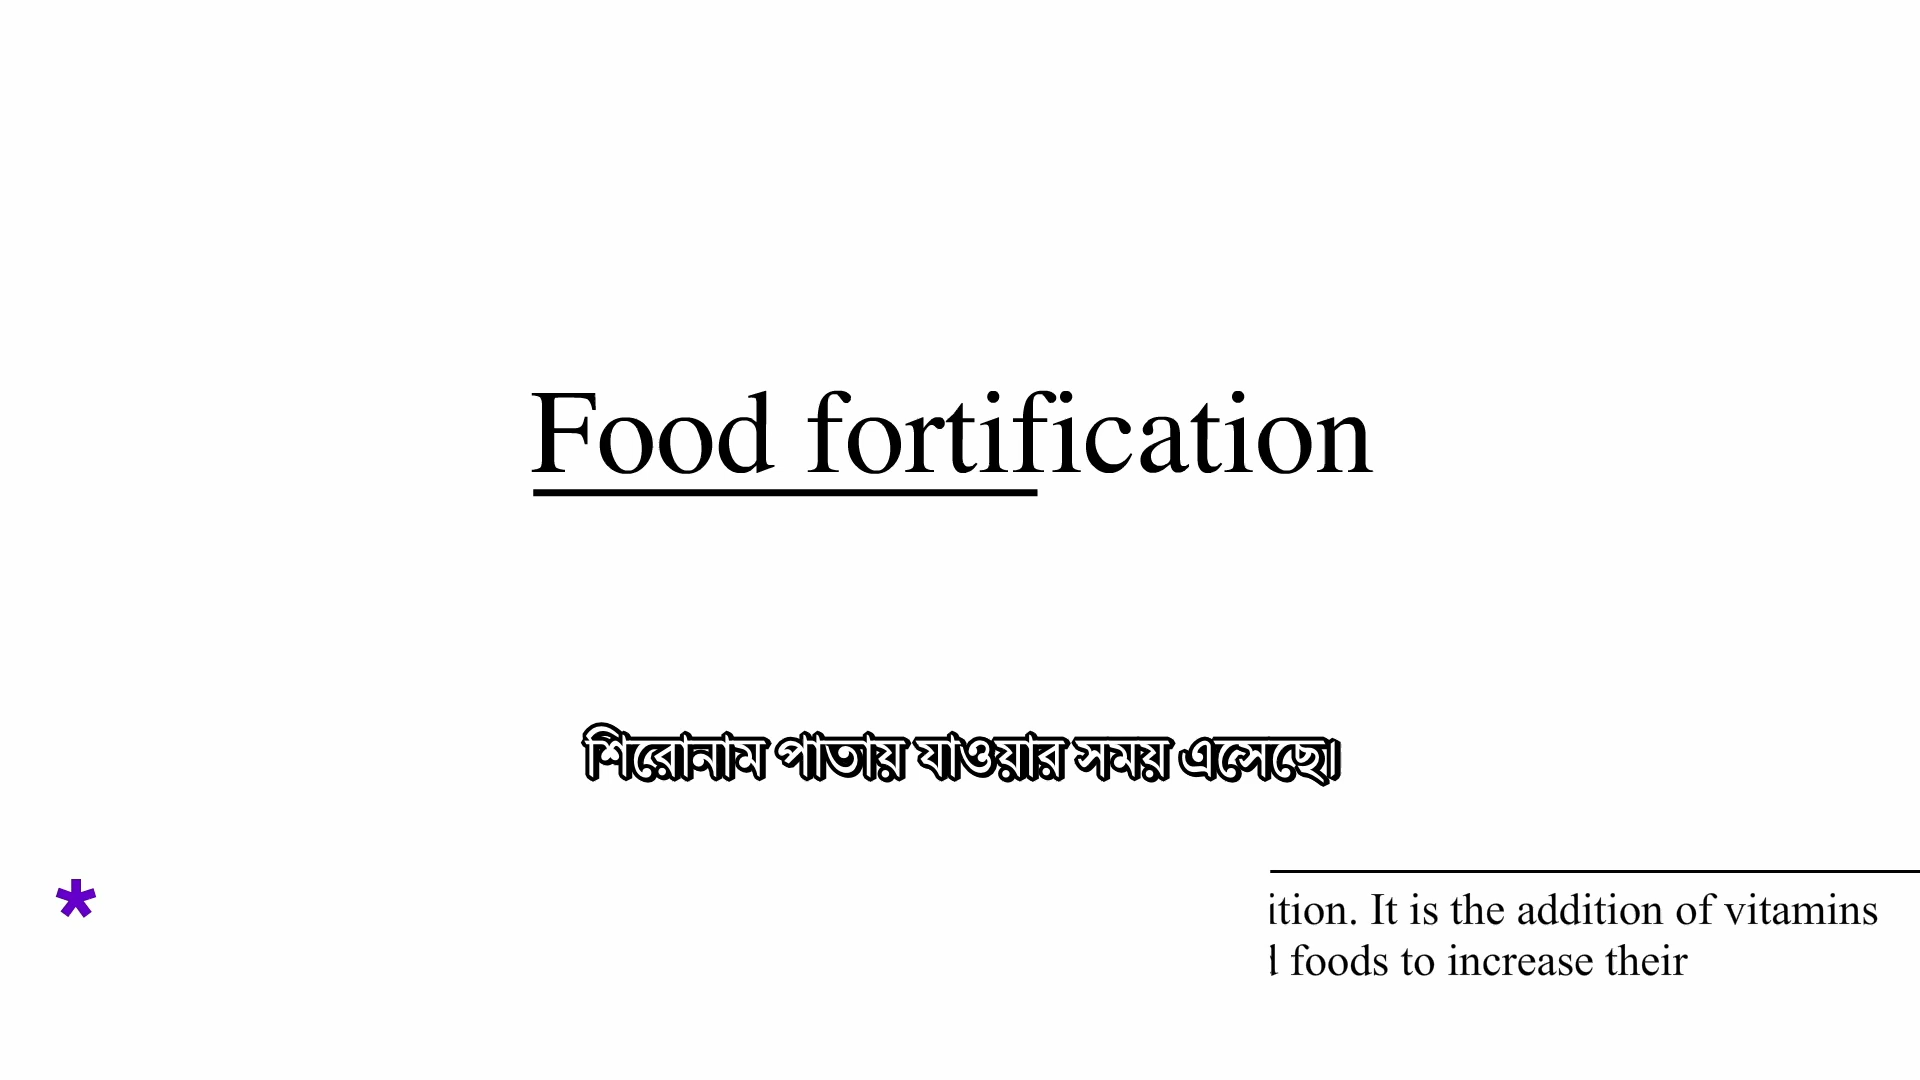 Food fortification
শিরোনাম পাতায় যাওয়ার সময় এসেছে।
*
ition. It is the addition of vitamins
foods to increase their